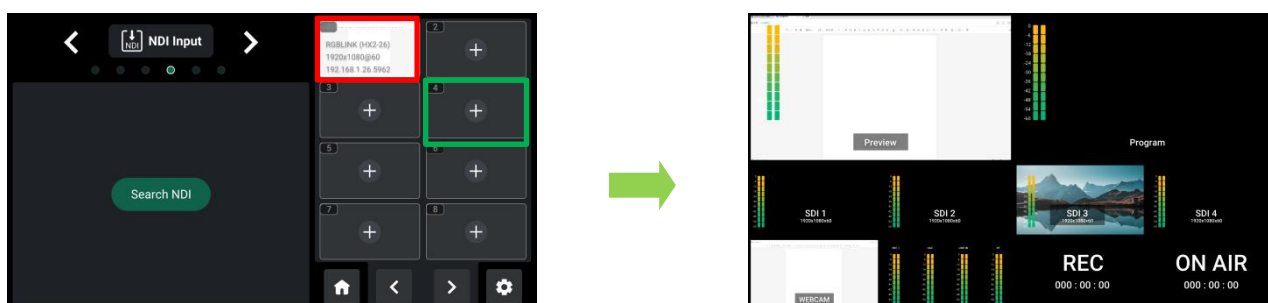 NDI
NDI Input
RGBLINK (HX2-26)
1920x1080@60
192.168.1.26:5962
2
3
4
5
6
7
8
Search NDI
Preview
Program
SDI 1
1920x1080x60
SDI 2
1920x1080x60
SDI 3
1920x1080x60
SDI 4
1920x1080x60
WEBCAM
REC
000 : 00 : 00
ON AIR
000 : 00 : 00